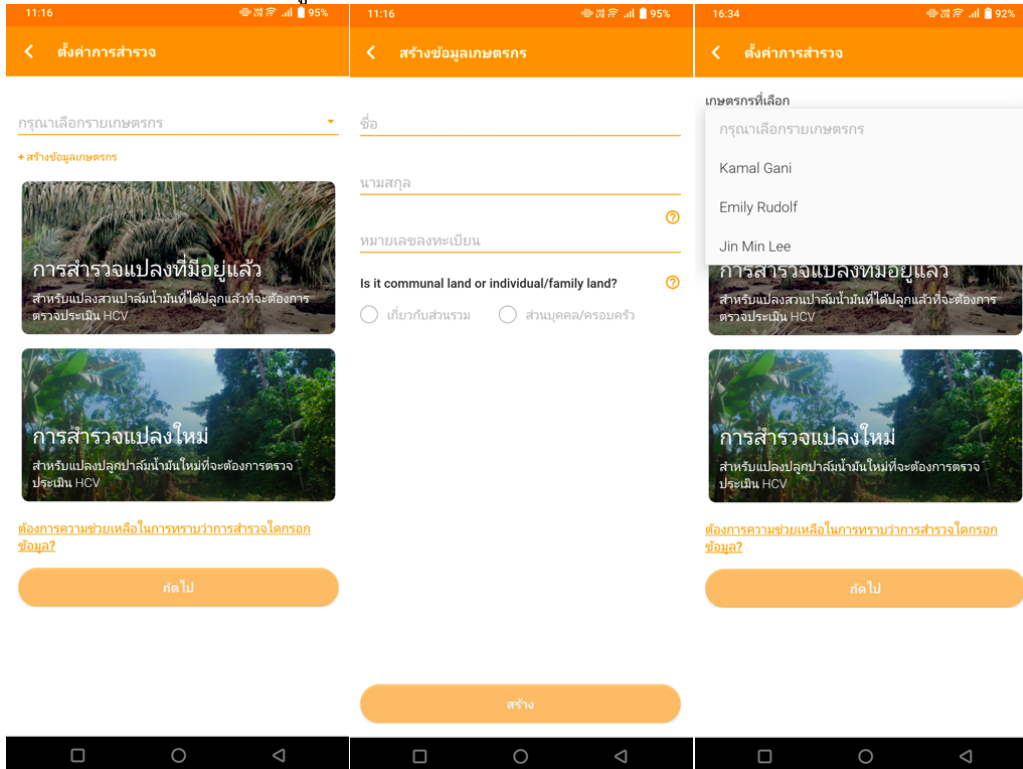 11:16
95%
ตั้งค่าการสำรวจ
กรุณาเลือกรายเกษตรกร
+ สร้างข้อมูลเกษตรกร
การสำรวจแปลงที่มีอยู่แล้ว
สำหรับแปลงสวนปาล์มน้ำมันที่ได้ปลูกแล้วที่จะต้องการ
ตรวจประเมิน HCV
การสำรวจแปลงใหม่
สำหรับแปลงปลูกปาล์มน้ำมันใหม่ที่จะต้องการตรวจ
ประเมิน HCV
ต้องการความช่วยเหลือในการทราบว่าการสำรวจใดกรอก
ข้อมูล?
ถัดไป
11:16
95%
สร้างข้อมูลเกษตรกร
ชื่อ
นามสกุล
หมายเลขลงทะเบียน
Is it communal land or individual/family land?
เกี่ยวกับส่วนรวม
ส่วนบุคคล/ครอบครัว
สร้าง
16:34
92%
ตั้งค่าการสำรวจ
เกษตรกรที่เลือก
กรุณาเลือกรายเกษตรกร
Kamal Gani
Emily Rudolf
Jin Min Lee
การสำรวจแปลงที่มีอยู่แล้ว
สำหรับแปลงสวนปาล์มน้ำมันที่ได้ปลูกแล้วที่จะต้องการ
ตรวจประเมิน HCV
การสำรวจแปลงใหม่
สำหรับแปลงปลูกปาล์มน้ำมันใหม่ที่จะต้องการตรวจ
ประเมิน HCV
ต้องการความช่วยเหลือในการทราบว่าการสำรวจใดกรอก
ข้อมูล?
ถัดไป